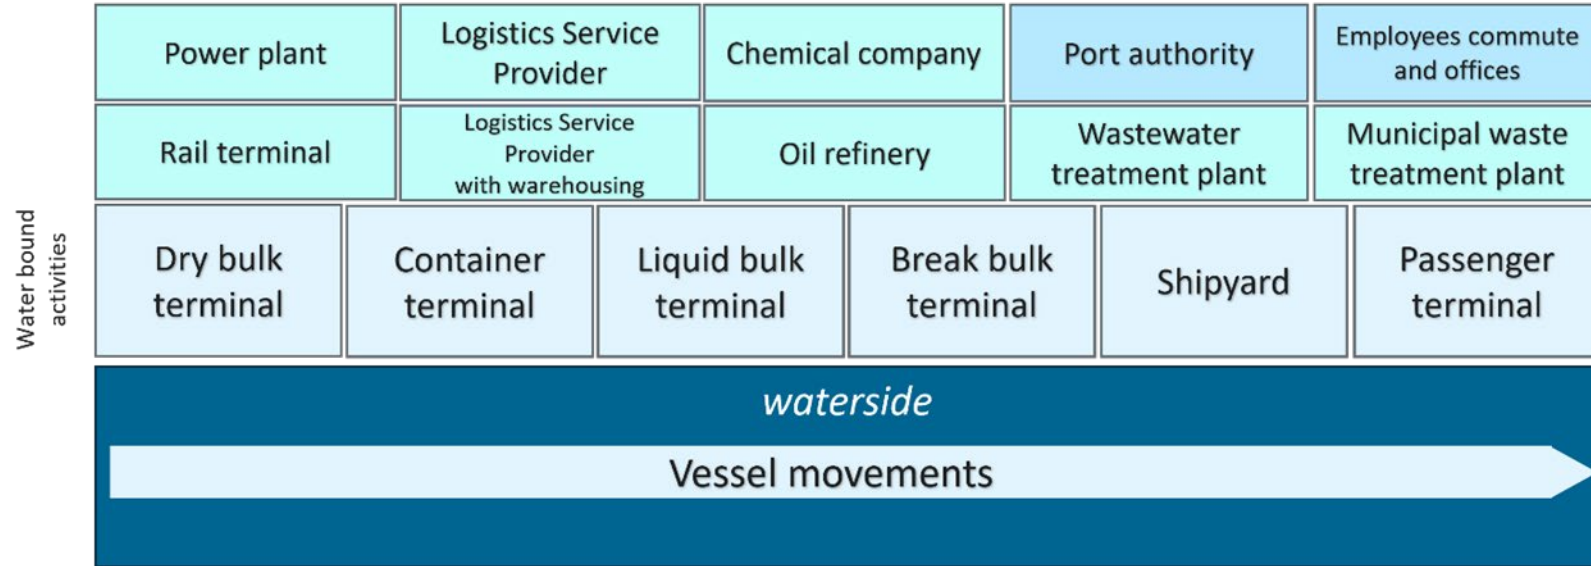 Power plant
Logistics Service
Provider
Chemical company
Port authority
Employees commute
and offices
Rail terminal
Logistics Service
Provider
with warehousing
Oil refinery
Wastewater
treatment plant
Municipal waste
treatment plant
Water bound
activities
Dry bulk
terminal
Container
terminal
Liquid bulk
terminal
Break bulk
terminal
Shipyard
Passenger
terminal
waterside
Vessel movements